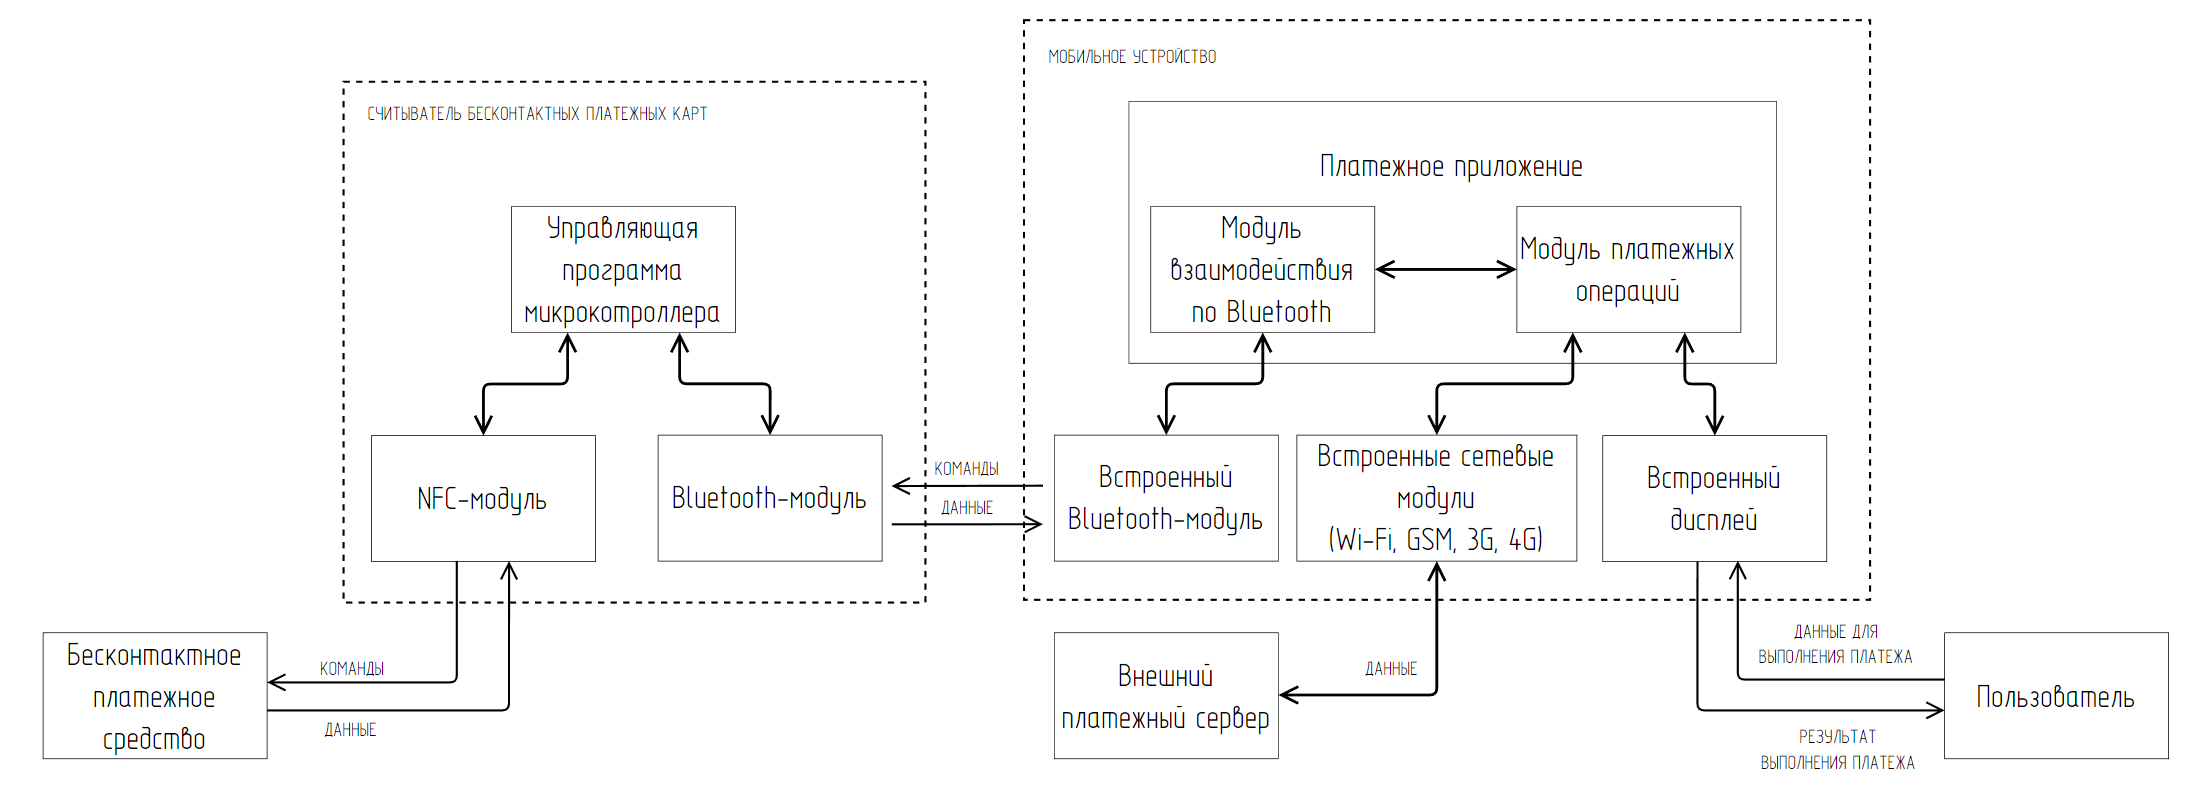 МОБИЛЬНОЕ УСТРОЙСТВО
СЧИТЫВАТЕЛЬ БЕСКОНТАКТНЫХ ПЛАТЕЖНЫХ КАРТ
Платежное приложение
Управляющая
программа
микрокотроллера
Модуль
взаимодействия
по Bluetooth
Модуль платежных
операций
NFC-модуль
Bluetooth-модуль
КОМАНДЫ
ДАННЫЕ
Встроенный
Bluetooth-модуль
Встроенные сетевые
модули
(Wi-Fi, GSM, 3G, 4G)
Встроенный
дисплей
Бесконтактное
платежное
средство
КОМАНДЫ
ДАННЫЕ
Внешний
платежный сервер
ДАННЫЕ
ДАННЫЕ ДЛЯ
ВЫПОЛНЕНИЯ ПЛАТЕЖА
РЕЗУЛЬТАТ
ВЫПОЛНЕНИЯ ПЛАТЕЖА
Пользователь